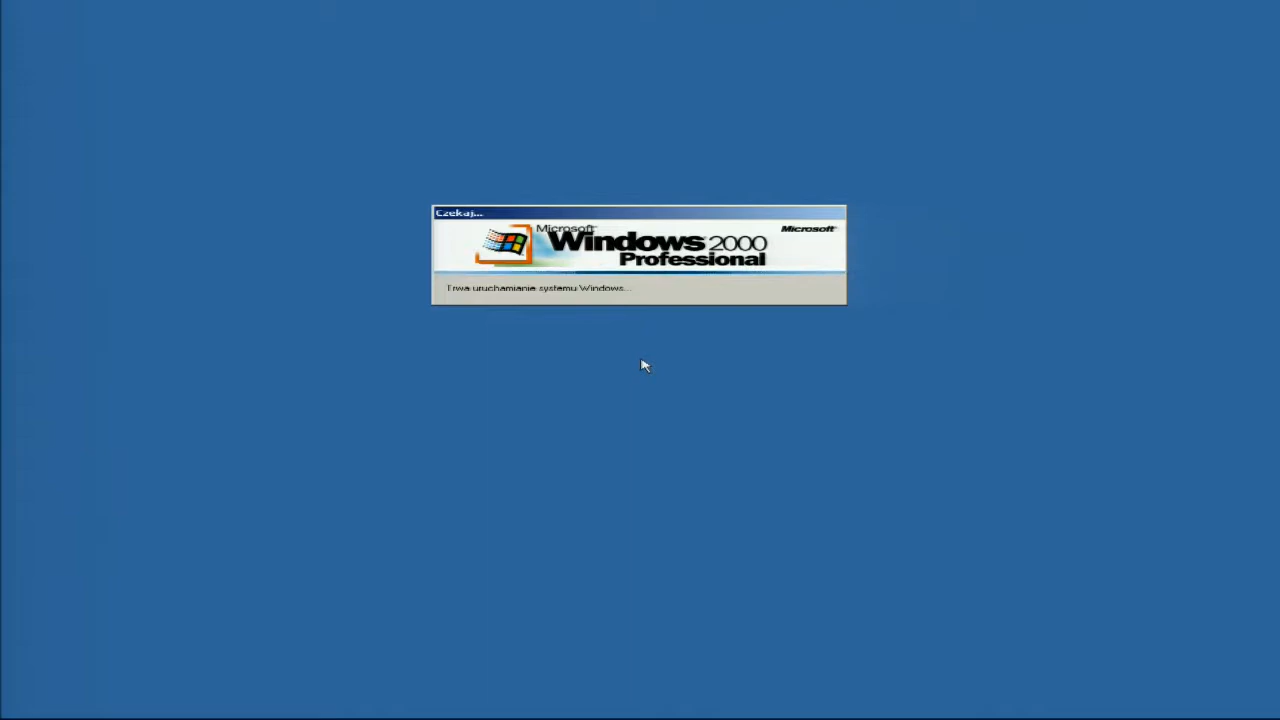 Czekaj...
Microsoft
Microsoft
Windows 2000
Professional
Trwa uruchamianie systemu Windows...